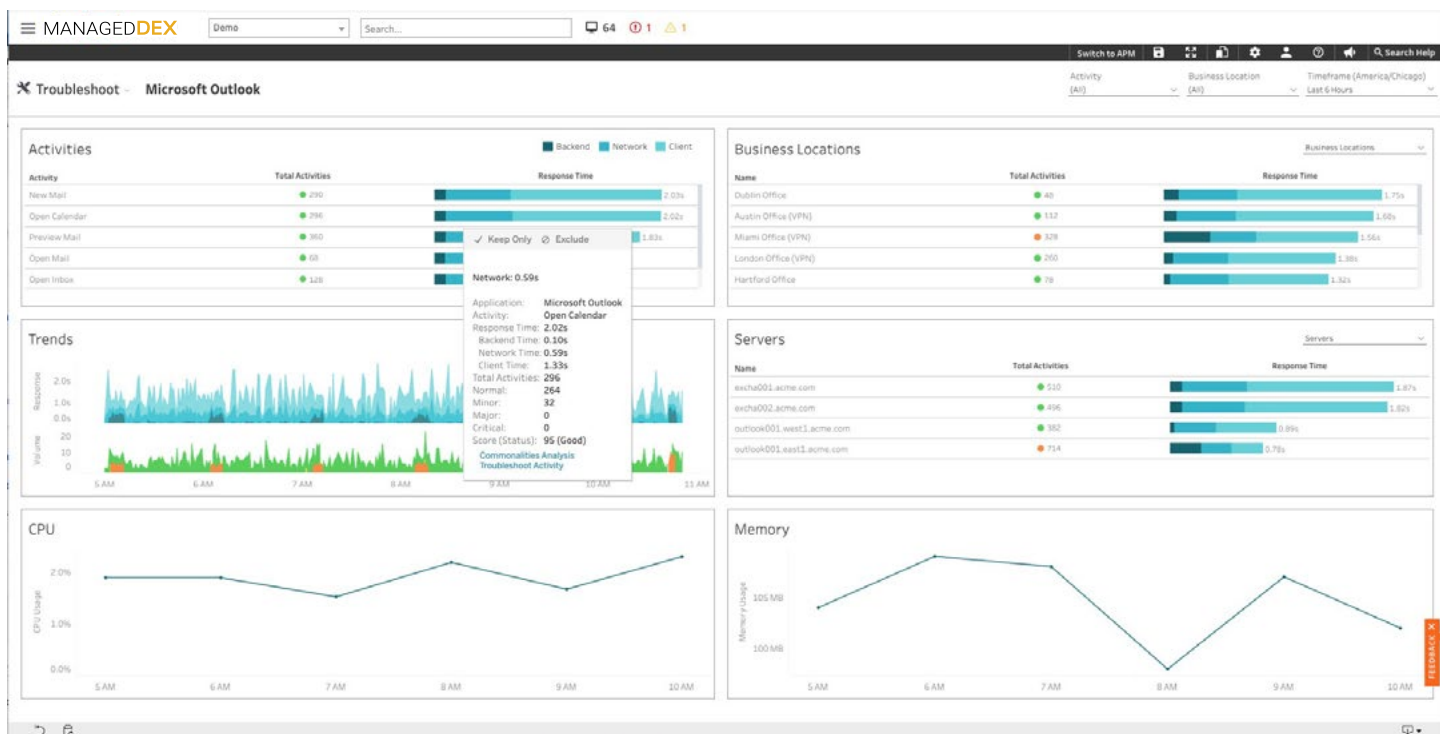 MANAGEDDEX Demo Search... 64 1 1
Switch to APM Search Help
Troubleshoot - Microsoft Outlook
Activity Business Location Timeframe (America/Chicago)
(All) (All) Last 6 Hours
Activities Backend Network Client
Activity Total Activities Response Time
New Mail 290 2.03s
Open Calendar 296 2.02s
Preview Mail 360 1.83s
Open Mail 68
Open Inbox 128
Keep Only Exclude
Network: 0.59s
Application: Microsoft Outlook
Activity: Open Calendar
Response Time: 2.02s
Backend Time: 0.10s
Network Time: 0.59s
Client Time: 1.33s
Total Activities: 296
Normal: 264
Minor: 32
Major: 0
Critical: 0
Score (Status): 95 (Good)
Commonalities Analysis
Troubleshoot Activity
Business Locations Business Locations
Name Total Activities Response Time
Dublin Office 40 1.75s
Austin Office (VPN) 112 1.68s
Miami Office (VPN) 328 1.56s
London Office (VPN) 260 1.38s
Hartford Office 78 1.32s
Trends
Response
2.0s
1.0s
0.0s
Volume
20
10
0
5 AM 6 AM 7 AM 8 AM 9 AM 10 AM 11 AM
Servers Servers
Name Total Activities Response Time
excha001.acme.com 510 1.87s
excha002.acme.com 496 1.82s
outlook001.west1.acme.com 382 0.89s
outlook001.east1.acme.com 714 0.78s
CPU
CPU Usage
2.0%
1.0%
0.0%
5 AM 6 AM 7 AM 8 AM 9 AM 10 AM
Memory
Memory Usage
105 MB
100 MB
5 AM 6 AM 7 AM 8 AM 9 AM 10 AM
FEEDBACK X